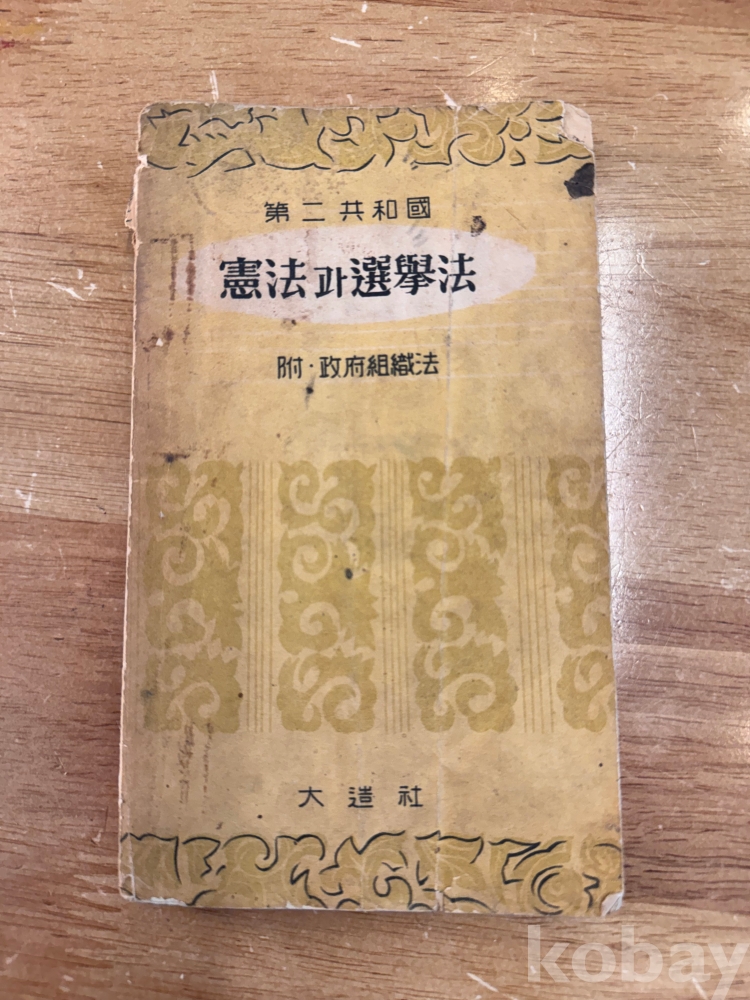 第二共和國
憲法과選擧法
附·政府組織法
大造社
kobay